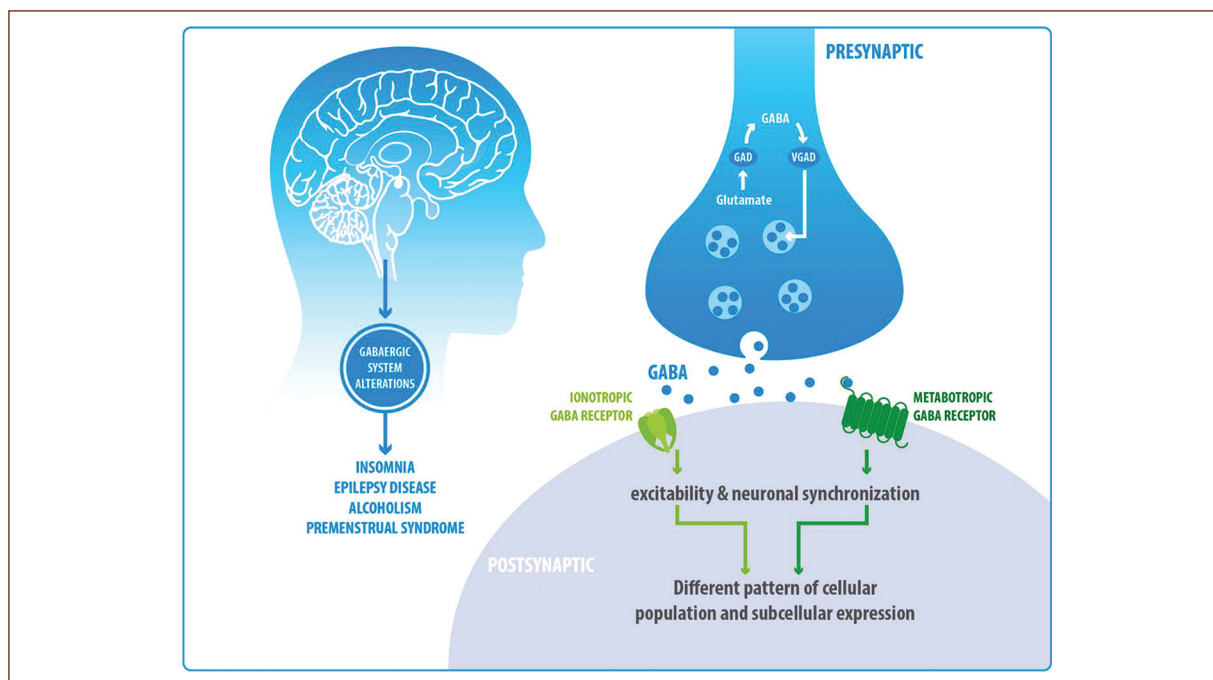 PRESYNAPTIC
GABA
GAD
VGAD
Glutamate
GABAERGIC
SYSTEM
ALTERATIONS
INSOMNIA
EPILEPSY DISEASE
ALCOHOLISM
PREMENSTRUAL SYNDROME
GABA
IONOTROPIC
GABA RECEPTOR
METABOTROPIC
GABA RECEPTOR
excitability & neuronal synchronization
POSTSYNAPTIC
Different pattern of cellular
population and subcellular expression